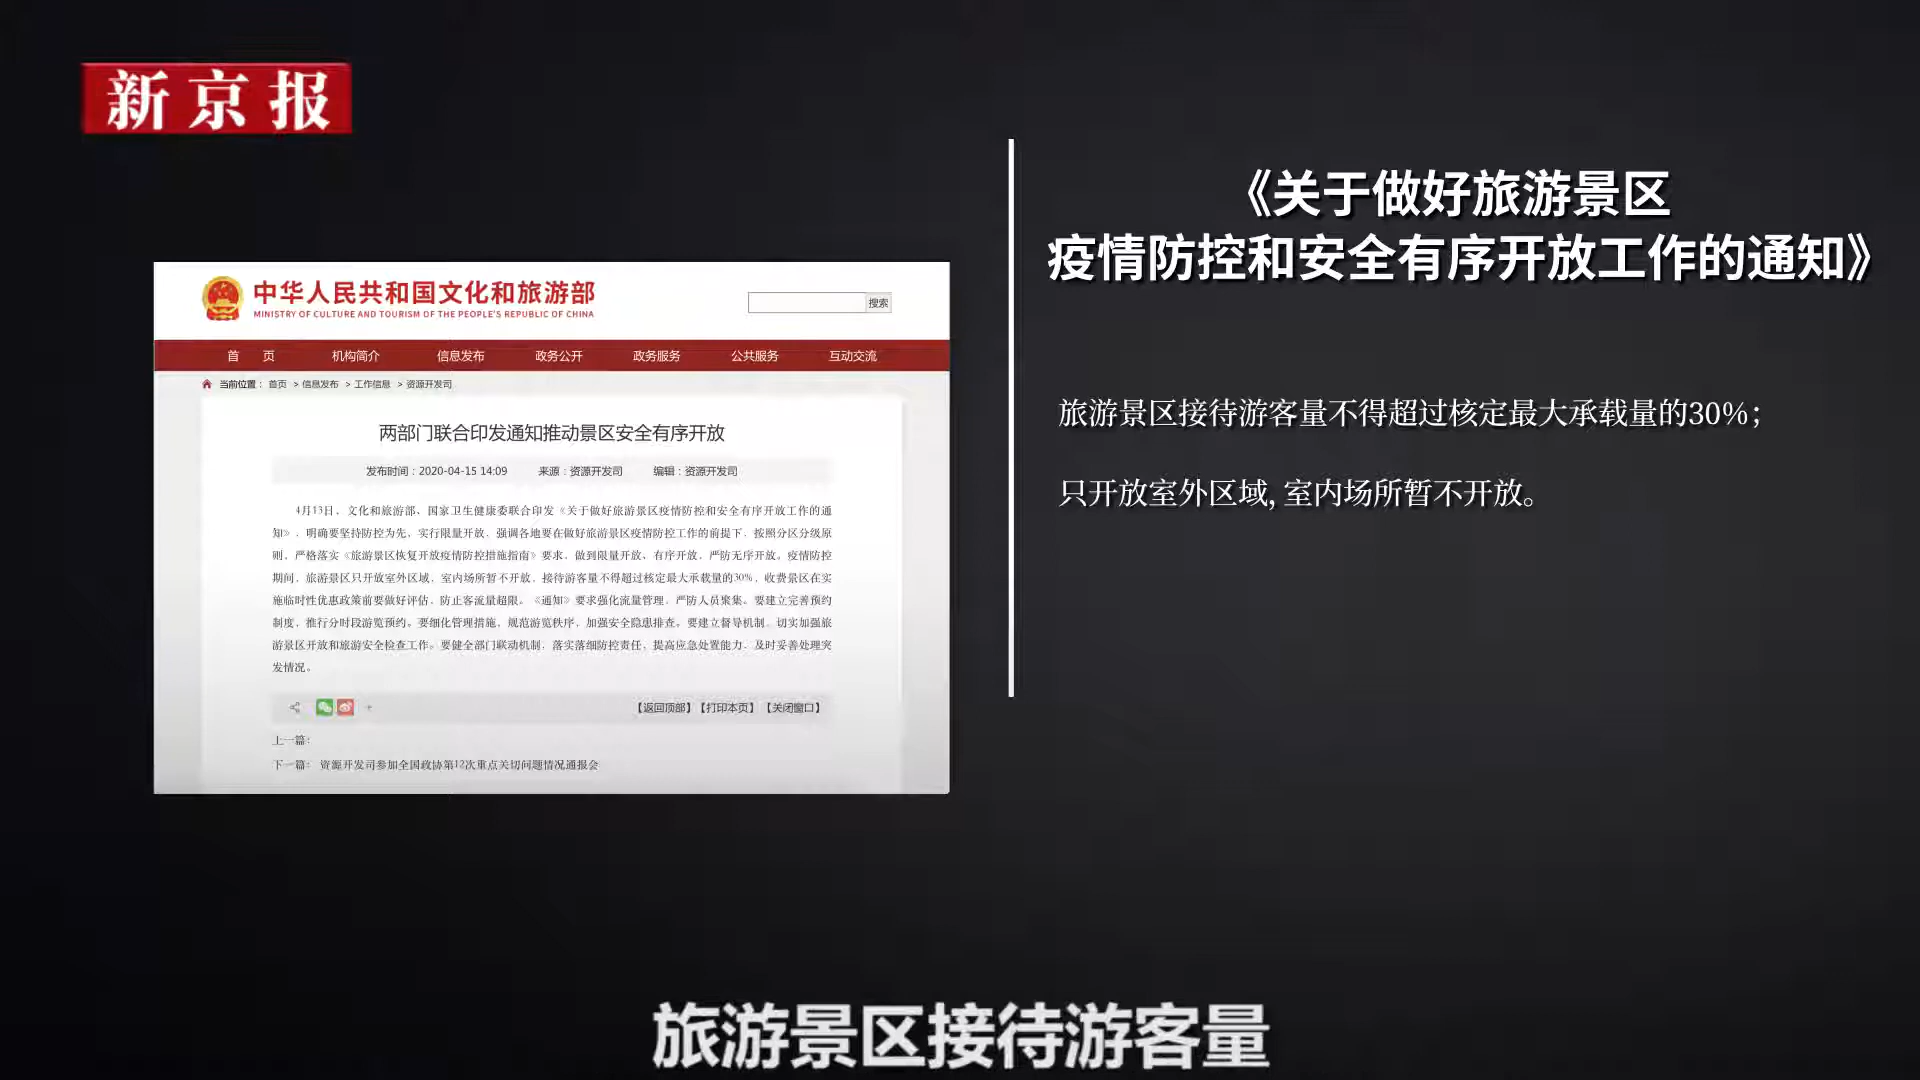 新京报
《关于做好旅游景区
疫情防控和安全有序开放工作的通知》
旅游景区接待游客量不得超过核定最大承载量的30%；
只开放室外区域, 室内场所暂不开放。
中华人民共和国文化和旅游部
MINISTRY OF CULTURE AND TOURISM OF THE PEOPLE'S REPUBLIC OF CHINA
搜索
首 页 机构简介 信息发布 政务公开 政务服务 公共服务 互动交流
当前位置： 首页 > 信息发布 > 工作信息 > 资源开发司
两部门联合印发通知推动景区安全有序开放
发布时间：2020-04-15 14:09 来源：资源开发司 编辑：资源开发司
4月13日，文化和旅游部、国家卫生健康委联合印发《关于做好旅游景区疫情防控和安全有序开放工作的通
知》，明确要坚持防控为先，实行限量开放，强调各地要在做好旅游景区疫情防控工作的前提下，按照分区分级原
则，严格落实《旅游景区恢复开放疫情防控措施指南》要求，做到限量开放、有序开放，严防无序开放。疫情防控
期间，旅游景区只开放室外区域，室内场所暂不开放，接待游客量不得超过核定最大承载量的30%，收费景区在实
施临时性优惠政策前要做好评估，防止客流量超限。《通知》要求强化流量管理，严防人员聚集。要建立完善预约
制度，推行分时段游览预约。要细化管理措施，规范游览秩序，加强安全隐患排查。要建立督导机制，切实加强旅
游景区开放和旅游安全检查工作。要健全部门联动机制，落实落细防控责任，提高应急处置能力，及时妥善处理突
发情况。
【返回顶部】【打印本页】【关闭窗口】
上一篇：
下一篇： 资源开发司参加全国政协第12次重点关切问题情况通报会
旅游景区接待游客量